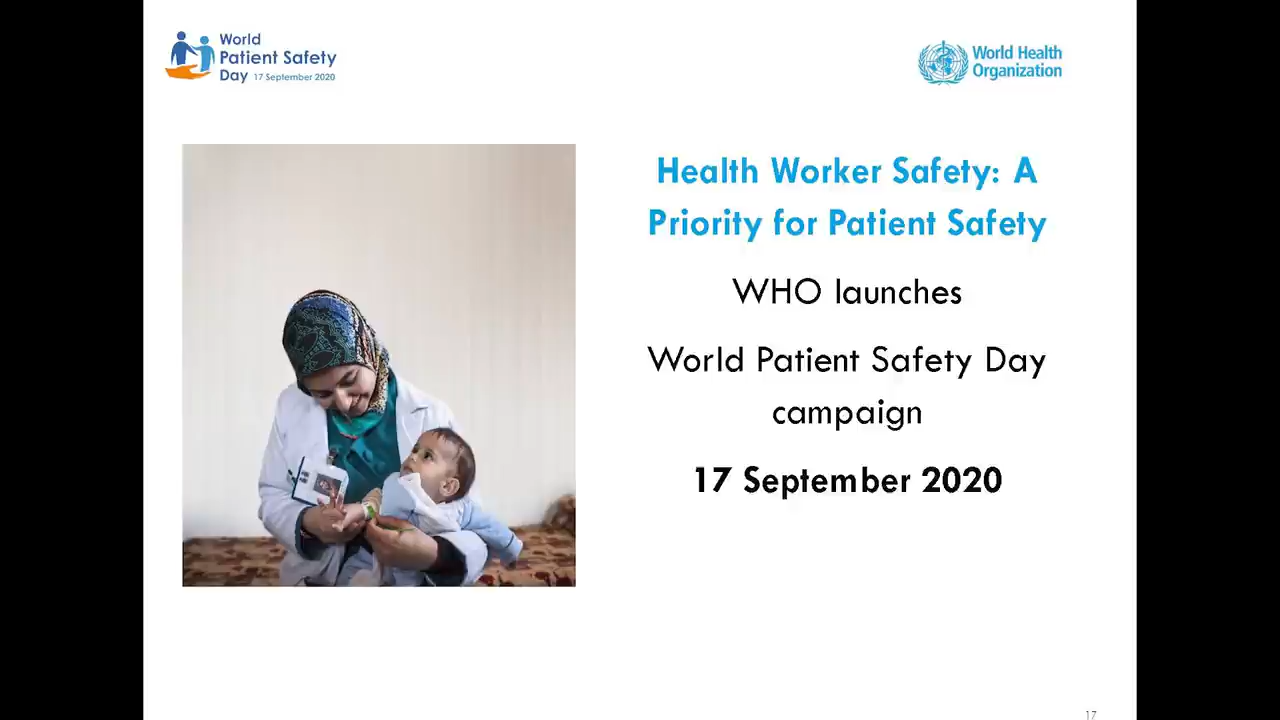 World
Patient Safety
Day 17 September 2020
World Health
Organization
Health Worker Safety: A
Priority for Patient Safety
WHO launches
World Patient Safety Day
campaign
17 September 2020
17